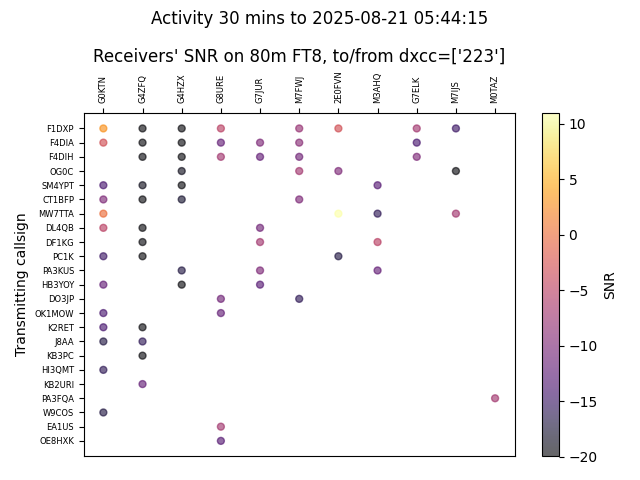 Activity 30 mins to 2025-08-21 05:44:15
Receivers' SNR on 80m FT8, to/from dxcc=['223']
G0KTN
G4ZFQ
G4HZX
G8URE
G7JUR
M7FWJ
2E0FVN
M3AHQ
G7ELK
M7IJS
M0TAZ
F1DXP
F4DIA
F4DIH
OG0C
SM4YPT
CT1BFP
MW7TTA
DL4QB
DF1KG
PC1K
PA3KUS
HB3YOY
DO3JP
OK1MOW
K2RET
J8AA
KB3PC
HI3QMT
KB2URI
PA3FQA
W9COS
EA1US
OE8HXK
Transmitting callsign
10
5
0
−5
−10
−15
−20
SNR